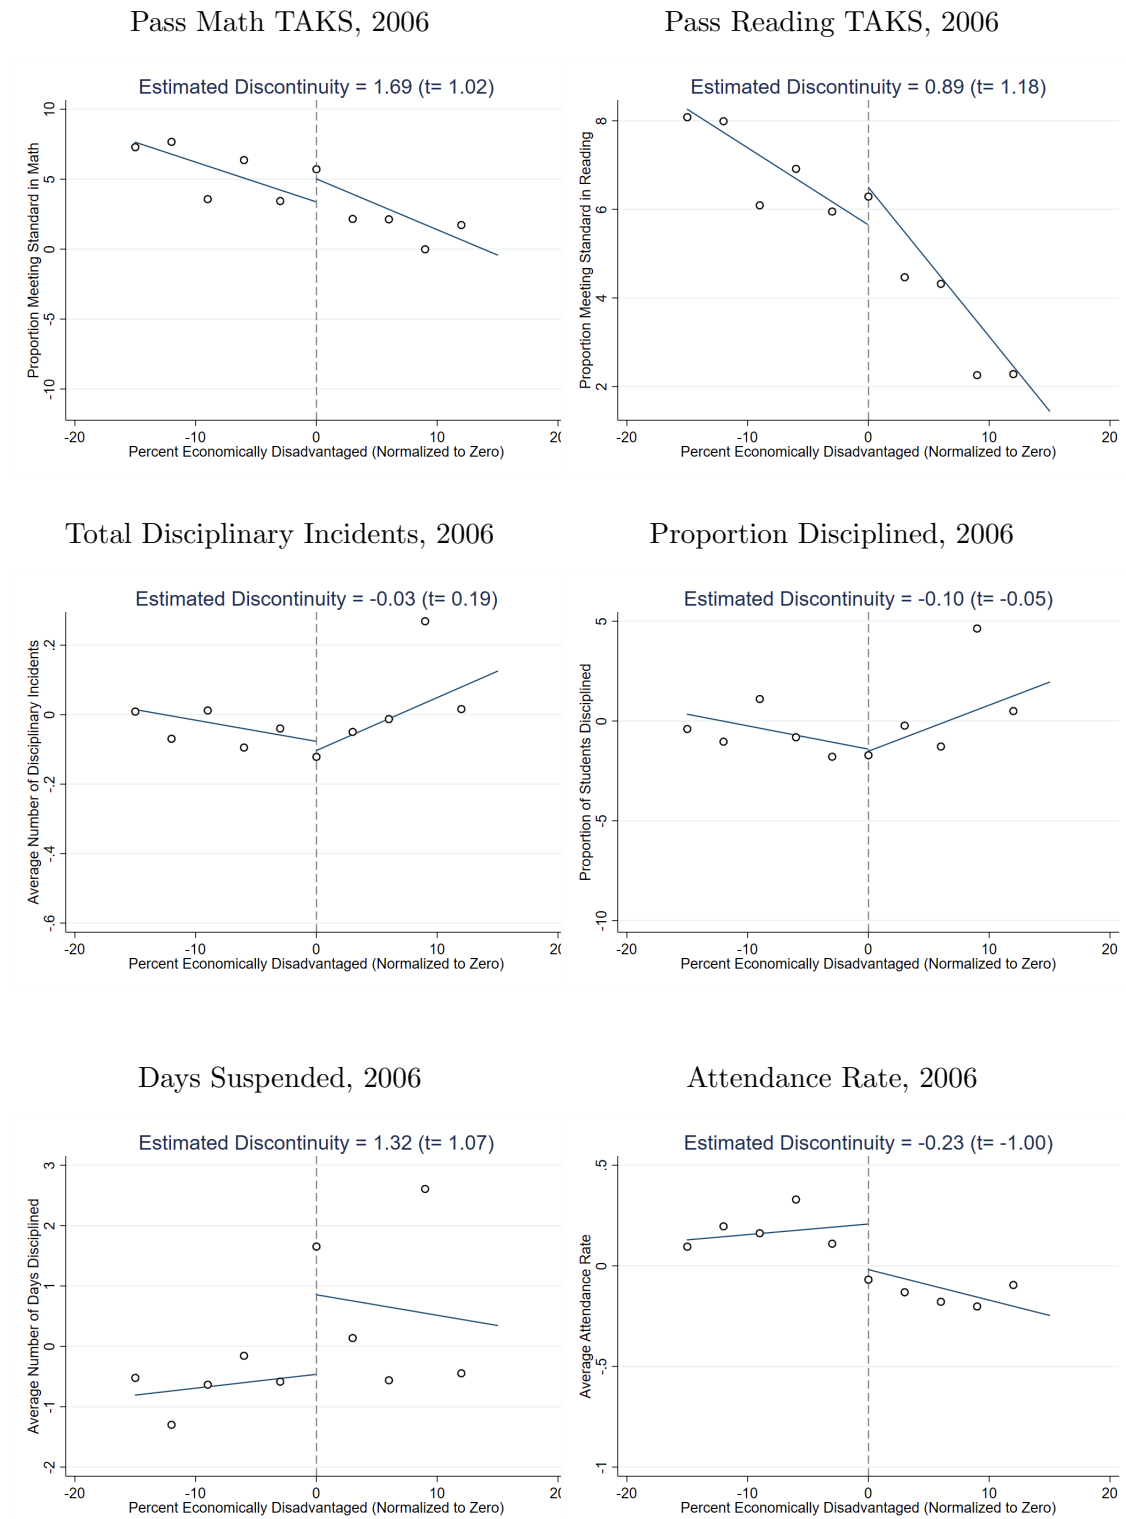 Pass Math TAKS, 2006
Estimated Discontinuity = 1.69 (t= 1.02)
Proportion Meeting Standard in Math
10
5
0
-5
-10
-20
-10
0
10
20
Percent Economically Disadvantaged (Normalized to Zero)
Pass Reading TAKS, 2006
Estimated Discontinuity = 0.89 (t= 1.18)
Proportion Meeting Standard in Reading
8
6
4
2
-20
-10
0
10
20
Percent Economically Disadvantaged (Normalized to Zero)
Total Disciplinary Incidents, 2006
Estimated Discontinuity = -0.03 (t= 0.19)
Average Number of Disciplinary Incidents
.2
0
-.2
-.4
-.6
-20
-10
0
10
20
Percent Economically Disadvantaged (Normalized to Zero)
Proportion Disciplined, 2006
Estimated Discontinuity = -0.10 (t= -0.05)
Proportion of Students Disciplined
5
0
-5
-10
-20
-10
0
10
20
Percent Economically Disadvantaged (Normalized to Zero)
Days Suspended, 2006
Estimated Discontinuity = 1.32 (t= 1.07)
Average Number of Days Disciplined
3
2
1
0
-1
-2
-20
-10
0
10
20
Percent Economically Disadvantaged (Normalized to Zero)
Attendance Rate, 2006
Estimated Discontinuity = -0.23 (t= -1.00)
Average Attendance Rate
.5
0
-.5
-1
-20
-10
0
10
20
Percent Economically Disadvantaged (Normalized to Zero)